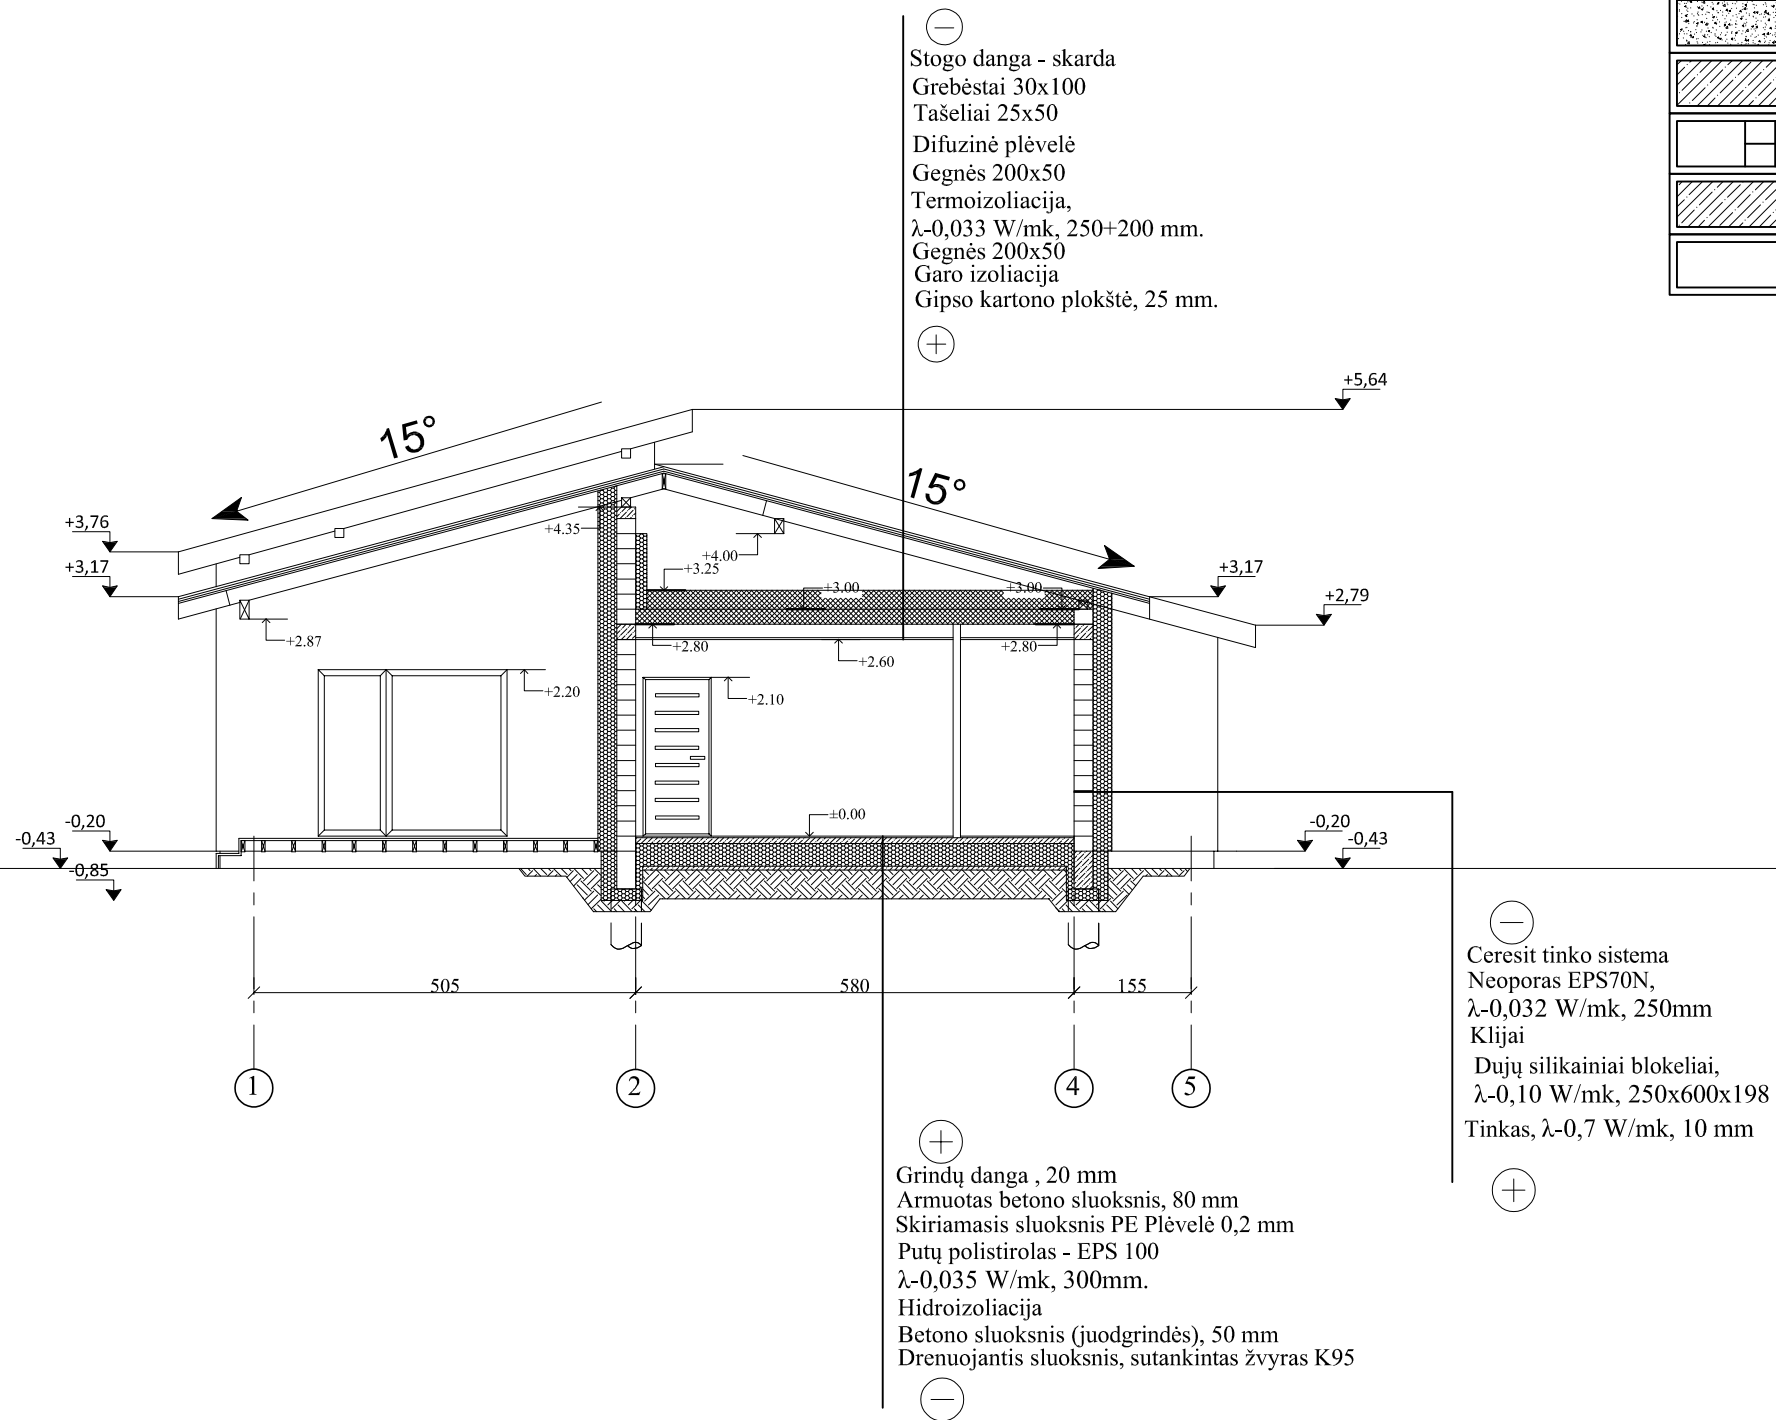 Stogo danga - skarda
Grebėstai 30x100
Tašeliai 25x50
Difuzinė plėvelė
Gegnės 200x50
Termoizoliacija,
λ-0,033 W/mk, 250+200 mm.
Gegnės 200x50
Garo izoliacija
Gipso kartono plokštė, 25 mm.
+5,64
15°
15°
+3,76
+4.35
+4.00
+3,17
+3.25
+3.00
+3.00
+3,17
+2,79
+2.87
+2.80
+2.60
+2.80
+2.20
+2.10
±0.00
-0,20
-0,43
-0,85
-0,20
-0,43
505
580
155
1
2
4
5
Ceresit tinko sistema
Neoporas EPS70N,
λ-0,032 W/mk, 250mm
Klijai
Dujų silikainiai blokeliai,
λ-0,10 W/mk, 250x600x198
Tinkas, λ-0,7 W/mk, 10 mm
Grindų danga , 20 mm
Armuotas betono sluoksnis, 80 mm
Skiriamasis sluoksnis PE Plėvelė 0,2 mm
Putų polistirolas - EPS 100
λ-0,035 W/mk, 300mm.
Hidroizoliacija
Betono sluoksnis (juodgrindės), 50 mm
Drenuojantis sluoksnis, sutankintas žvyras K95